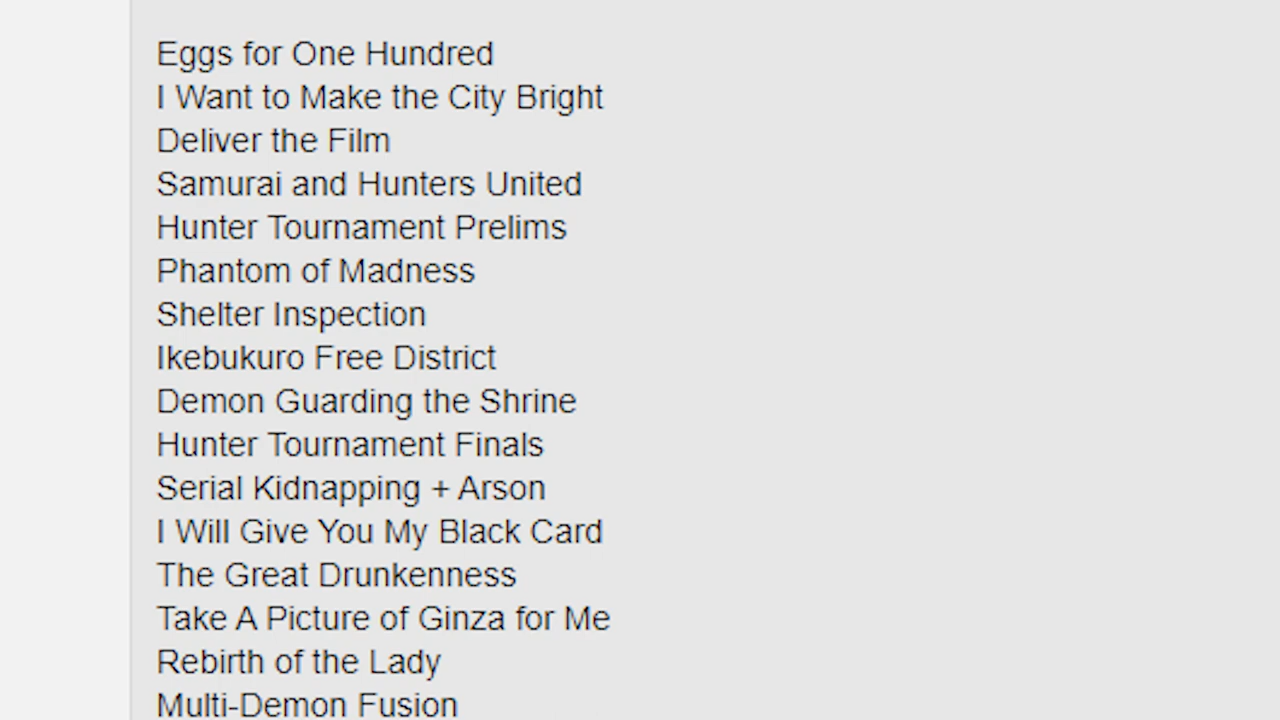 Eggs for One Hundred
I Want to Make the City Bright
Deliver the Film
Samurai and Hunters United
Hunter Tournament Prelims
Phantom of Madness
Shelter Inspection
Ikebukuro Free District
Demon Guarding the Shrine
Hunter Tournament Finals
Serial Kidnapping + Arson
I Will Give You My Black Card
The Great Drunkenness
Take A Picture of Ginza for Me
Rebirth of the Lady
Multi-Demon Fusion